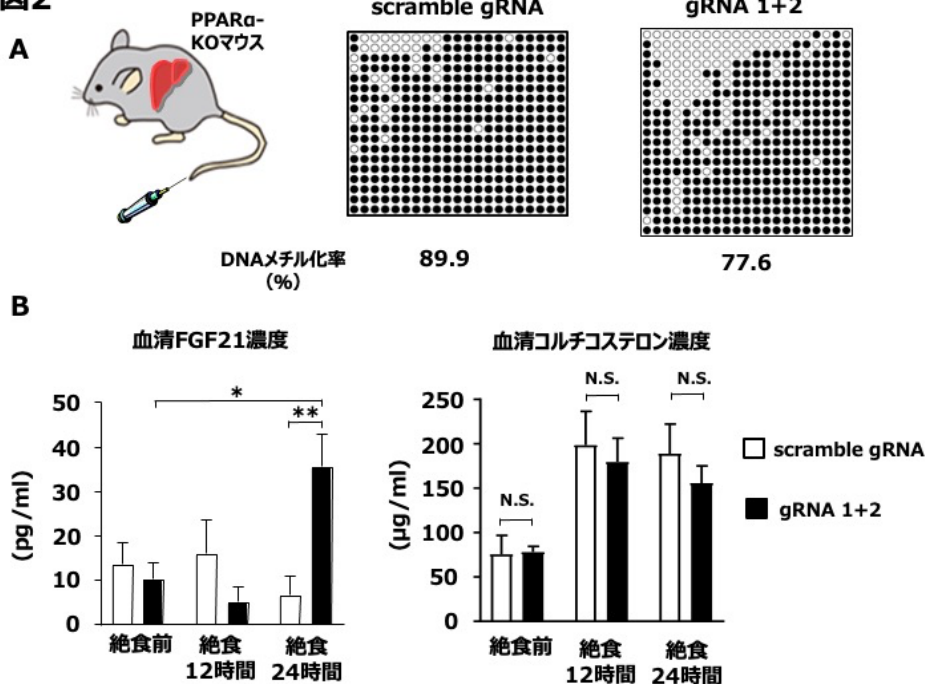 図2
A
PPARα-
KOマウス
scramble gRNA
gRNA 1+2
DNAメチル化率
(%)
89.9
77.6
B
血清FGF21濃度
(pg/ml)
50
40
30
20
10
0
*
**
絶食前
絶食
12時間
絶食
24時間
血清コルチコステロン濃度
(μg/ml)
250
200
150
100
50
0
N.S.
N.S.
N.S.
絶食前
絶食
12時間
絶食
24時間
scramble gRNA
gRNA 1+2